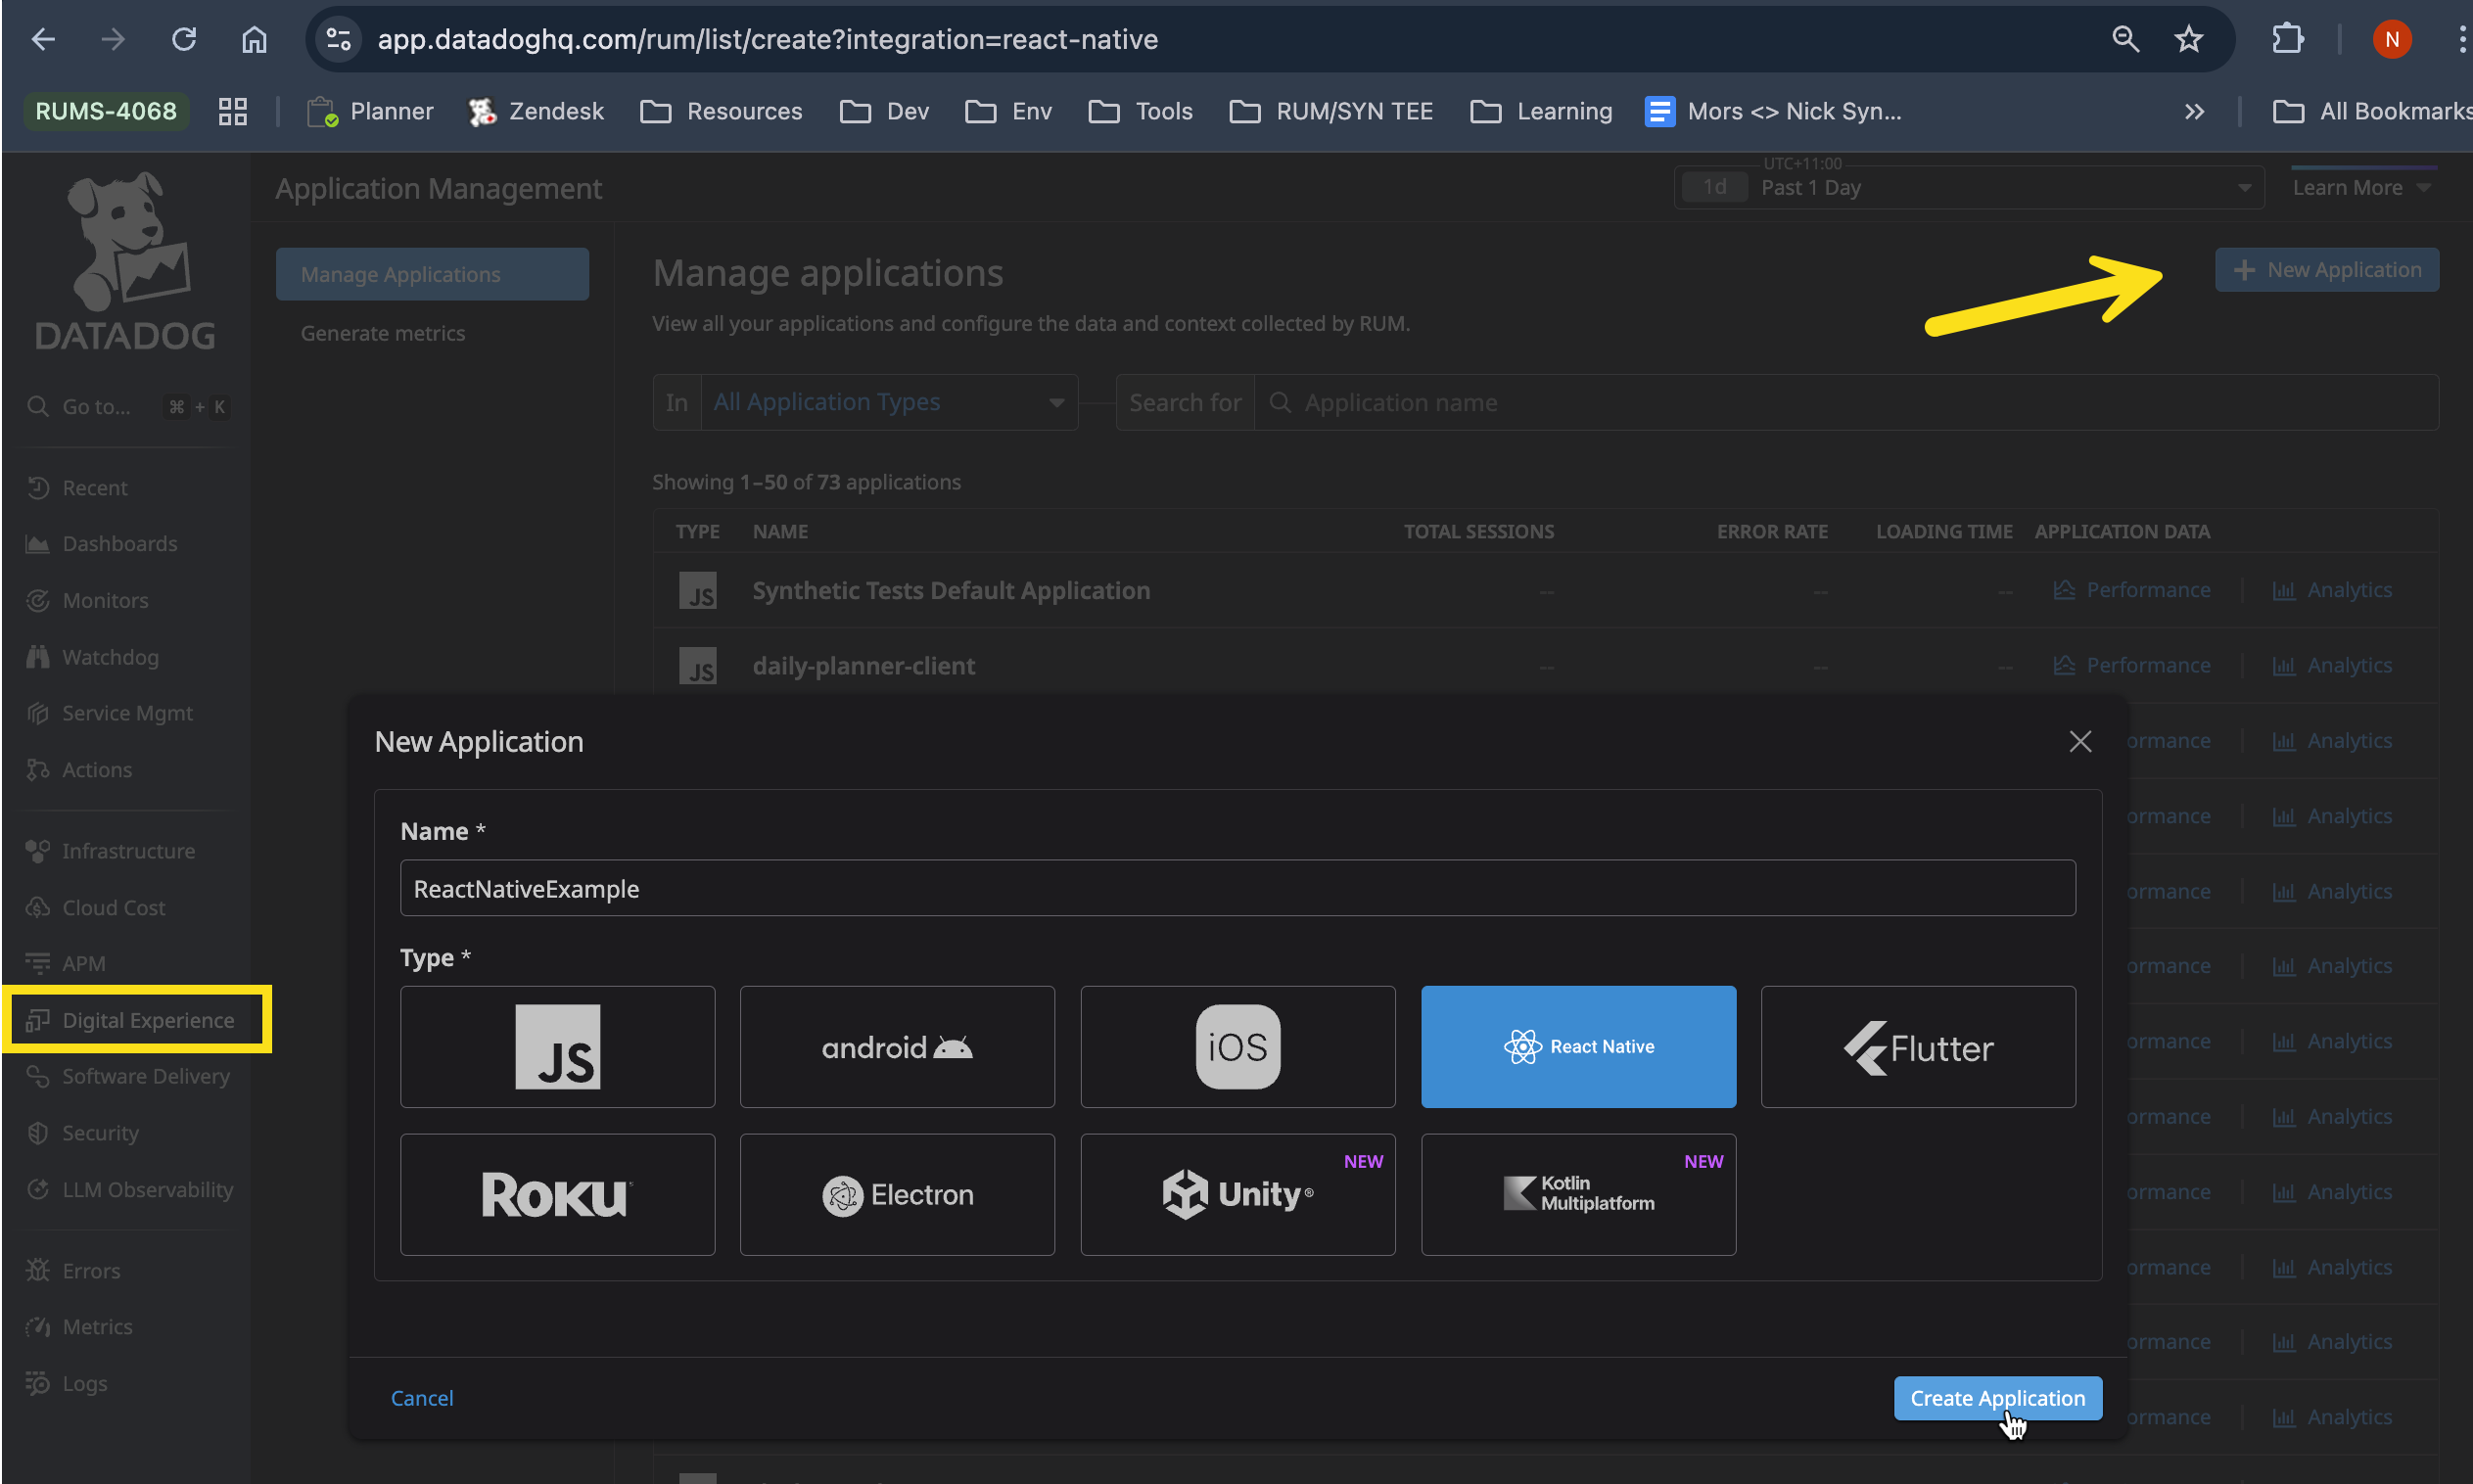 app.datadoghq.com/rum/list/create?integration=react-native
N
RUMS-4068
Planner
Zendesk
Resources
Dev
Env
Tools
RUM/SYN TEE
Learning
Mors <> Nick Syn...
All Bookmarks
DATADOG
Go to... ⌘ + K
Recent
Dashboards
Monitors
Watchdog
Service Mgmt
Actions
Infrastructure
Cloud Cost
APM
Digital Experience
Software Delivery
Security
LLM Observability
Errors
Metrics
Logs
Application Management
UTC+11:00
1d Past 1 Day
Learn More
Manage Applications
Generate metrics
Manage applications
+ New Application
View all your applications and configure the data and context collected by RUM.
In All Application Types
Search for Application name
Showing 1–50 of 73 applications
TYPE NAME TOTAL SESSIONS ERROR RATE LOADING TIME APPLICATION DATA
JS Synthetic Tests Default Application -- -- -- Performance Analytics
JS daily-planner-client -- -- -- Performance Analytics
ormance Analytics
ormance Analytics
ormance Analytics
ormance Analytics
ormance Analytics
ormance Analytics
ormance Analytics
ormance Analytics
ormance Analytics
ormance Analytics
New Application
Name *
ReactNativeExample
Type *
JS
android
iOS
React Native
Flutter
ROKU
Electron
NEW
Unity®
NEW
Kotlin
Multiplatform
Cancel
Create Application